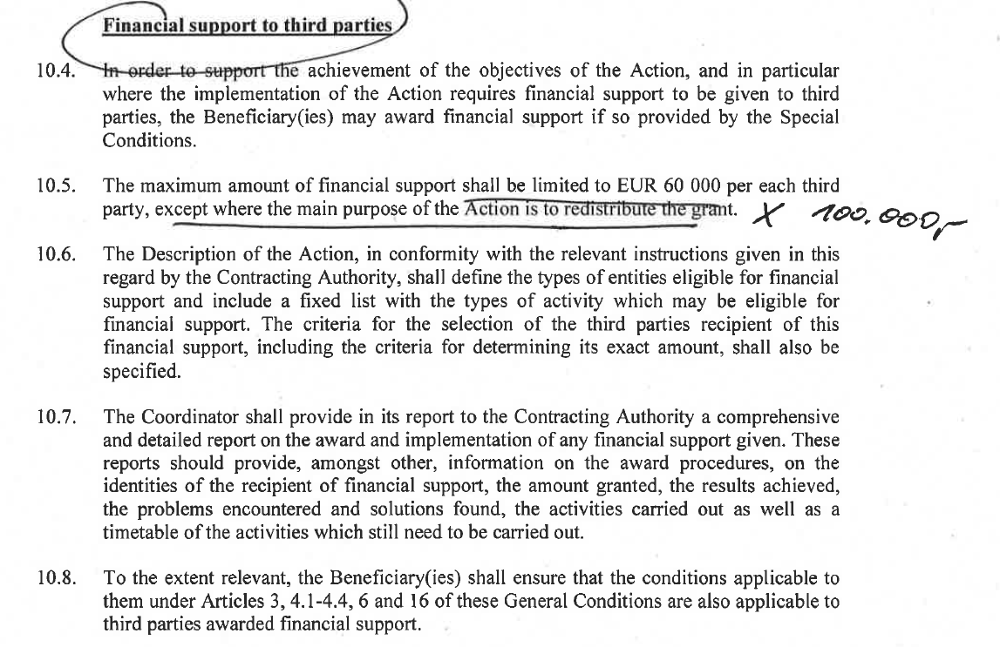 Financial support to third parties
10.4. In order to support the achievement of the objectives of the Action, and in particular
where the implementation of the Action requires financial support to be given to third
parties, the Beneficiary(ies) may award financial support if so provided by the Special
Conditions.
10.5. The maximum amount of financial support shall be limited to EUR 60 000 per each third
party, except where the main purpose of the Action is to redistribute the grant. X 100.000,-
10.6. The Description of the Action, in conformity with the relevant instructions given in this
regard by the Contracting Authority, shall define the types of entities eligible for financial
support and include a fixed list with the types of activity which may be eligible for
financial support. The criteria for the selection of the third parties recipient of this
financial support, including the criteria for determining its exact amount, shall also be
specified.
10.7. The Coordinator shall provide in its report to the Contracting Authority a comprehensive
and detailed report on the award and implementation of any financial support given. These
reports should provide, amongst other, information on the award procedures, on the
identities of the recipient of financial support, the amount granted, the results achieved,
the problems encountered and solutions found, the activities carried out as well as a
timetable of the activities which still need to be carried out.
10.8. To the extent relevant, the Beneficiary(ies) shall ensure that the conditions applicable to
them under Articles 3, 4.1-4.4, 6 and 16 of these General Conditions are also applicable to
third parties awarded financial support.